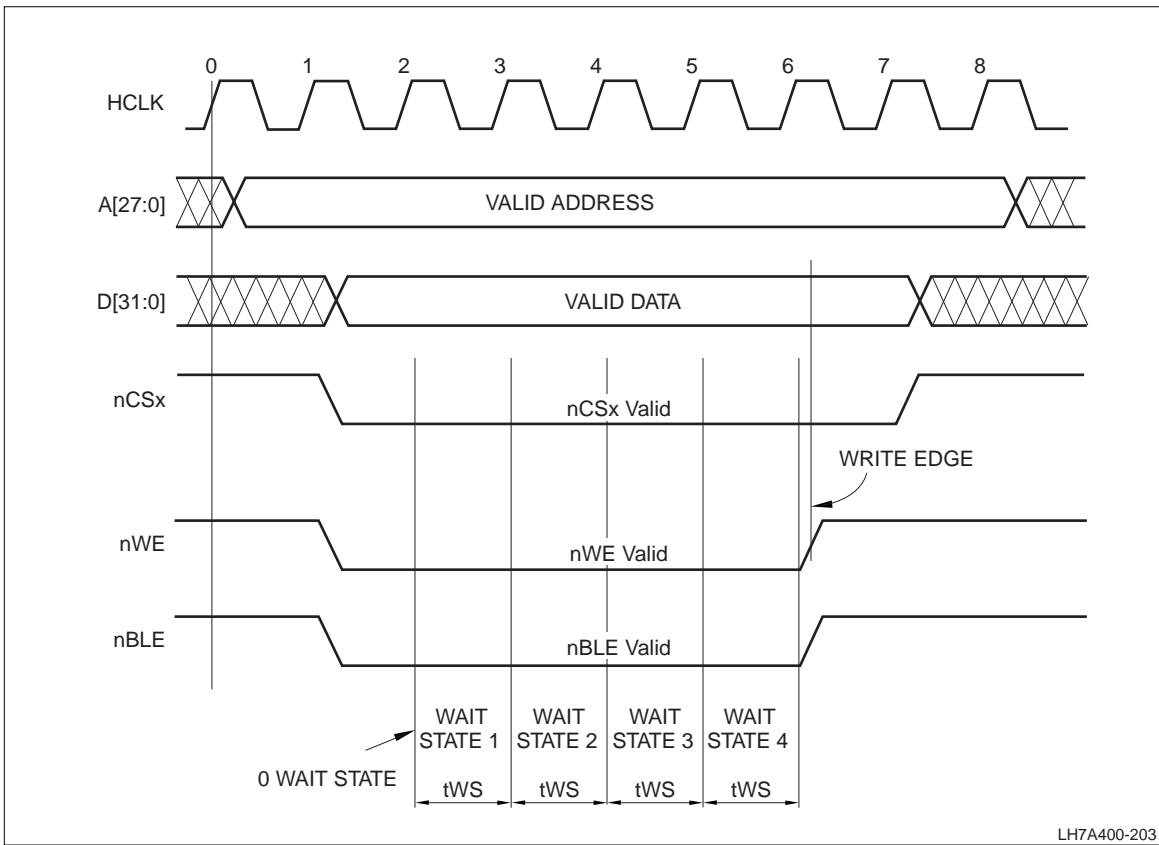 0 1 2 3 4 5 6 7 8
HCLK
A[27:0]
VALID ADDRESS
D[31:0]
VALID DATA
nCSx
nCSx Valid
WRITE EDGE
nWE
nWE Valid
nBLE
nBLE Valid
WAIT WAIT WAIT WAIT
STATE 1 STATE 2 STATE 3 STATE 4
0 WAIT STATE
tWS tWS tWS tWS
LH7A400-203